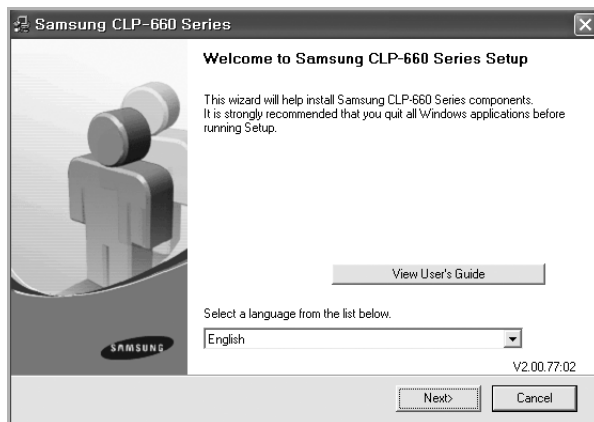 Samsung CLP-660 Series
Welcome to Samsung CLP-660 Series Setup
This wizard will help install Samsung CLP-660 Series components.
It is strongly recommended that you quit all Windows applications before
running Setup.
View User's Guide
Select a language from the list below.
English
SAMSUNG
V2.00.77:02
Next>
Cancel